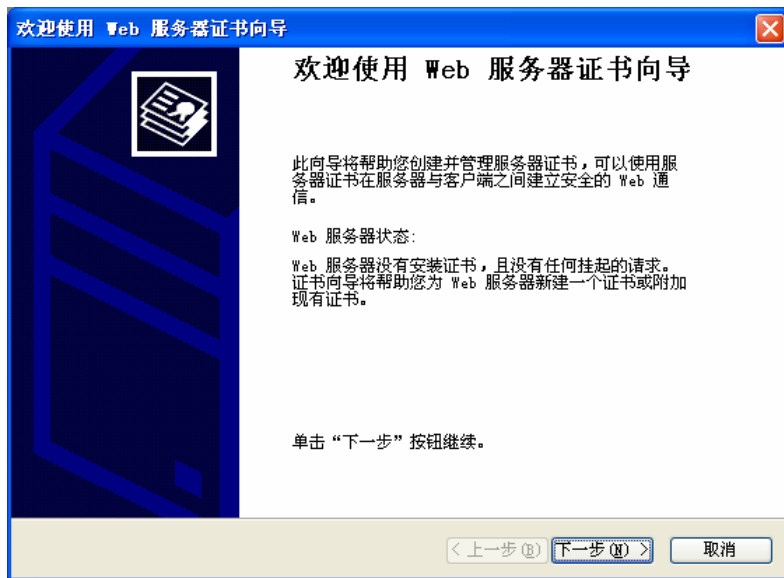 欢迎使用 Web 服务器证书向导
欢迎使用 Web 服务器证书向导
此向导将帮助您创建并管理服务器证书，可以使用服
务器证书在服务器与客户端之间建立安全的 Web 通
信。
Web 服务器状态：
Web 服务器没有安装证书，且没有任何挂起的请求。
证书向导将帮助您为 Web 服务器新建一个证书或附加
现有证书。
单击“下一步”按钮继续。
< 上一步(B) 下一步(N) > 取消